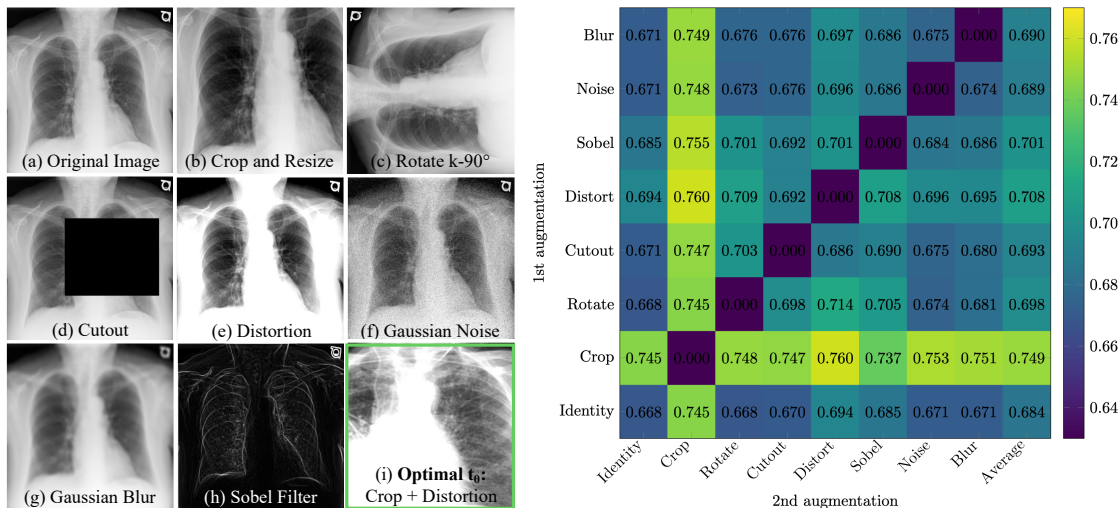 (a) Original Image
(b) Crop and Resize
(c) Rotate k-90°
(d) Cutout
(e) Distortion
(f) Gaussian Noise
(g) Gaussian Blur
(h) Sobel Filter
(i) Optimal t₀:
Crop + Distortion
1st augmentation
Blur 0.671 0.749 0.676 0.676 0.697 0.686 0.675 0.000 0.690
Noise 0.671 0.748 0.673 0.676 0.696 0.686 0.000 0.674 0.689
Sobel 0.685 0.755 0.701 0.692 0.701 0.000 0.684 0.686 0.701
Distort 0.694 0.760 0.709 0.692 0.000 0.708 0.696 0.695 0.708
Cutout 0.671 0.747 0.703 0.000 0.686 0.690 0.675 0.680 0.693
Rotate 0.668 0.745 0.000 0.698 0.714 0.705 0.674 0.681 0.698
Crop 0.745 0.000 0.748 0.747 0.760 0.737 0.753 0.751 0.749
Identity 0.668 0.745 0.668 0.670 0.694 0.685 0.671 0.671 0.684
Identity Crop Rotate Cutout Distort Sobel Noise Blur Average
2nd augmentation
0.76
0.74
0.72
0.70
0.68
0.66
0.64